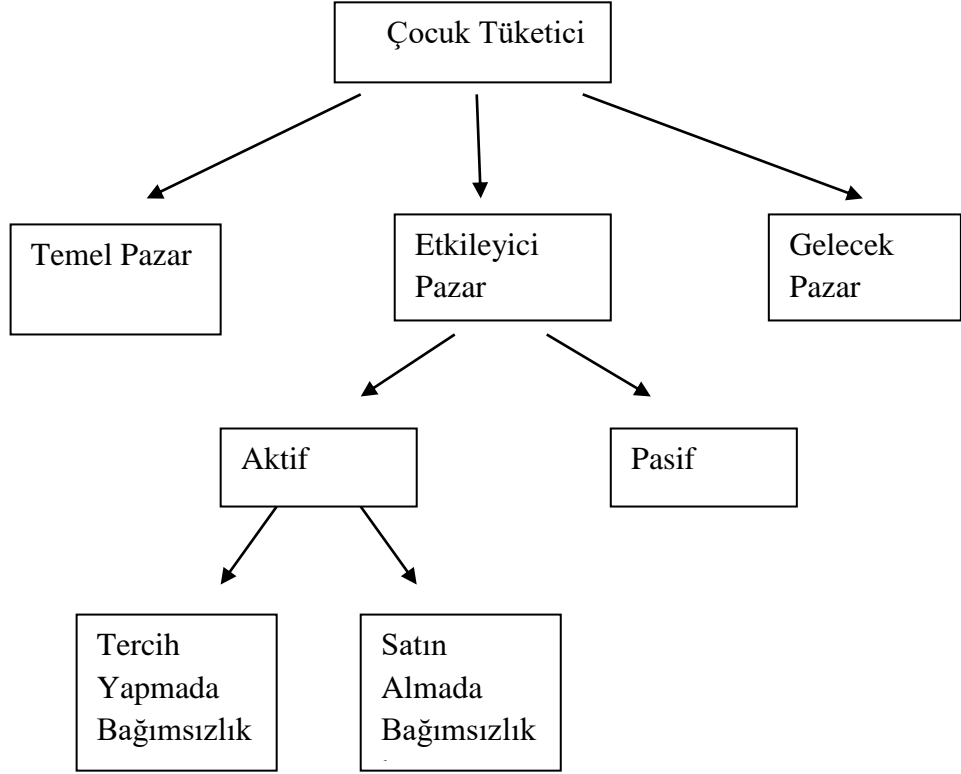 Çocuk Tüketici
Temel Pazar
Etkileyici
Pazar
Gelecek
Pazar
Aktif
Pasif
Tercih
Yapmada
Bağımsızlık
Satın
Almada
Bağımsızlık